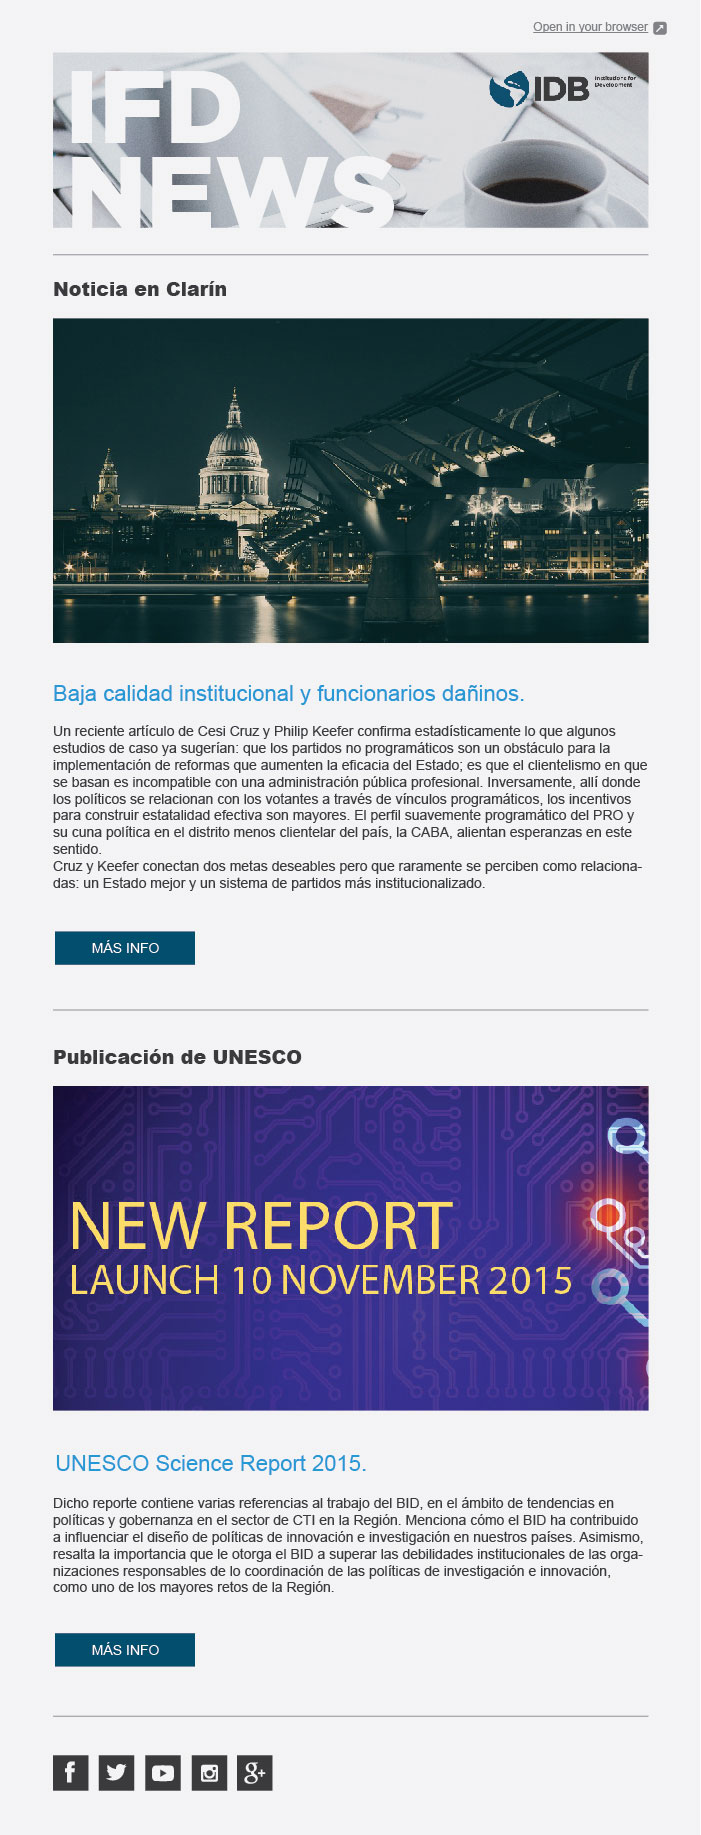 Open in your browser
IFD
NEWS
IDB
Institutions for
Development
Noticia en Clarín
Baja calidad institucional y funcionarios dañinos.
Un reciente artículo de Cesi Cruz y Philip Keefer confirma estadísticamente lo que algunos
estudios de caso ya sugerían: que los partidos no programáticos son un obstáculo para la
implementación de reformas que aumenten la eficacia del Estado; es que el clientelismo en que
se basan es incompatible con una administración pública profesional. Inversamente, allí donde
los políticos se relacionan con los votantes a través de vínculos programáticos, los incentivos
para construir estatalidad efectiva son mayores. El perfil suavemente programático del PRO y
su cuna política en el distrito menos clientelar del país, la CABA, alientan esperanzas en este
sentido.
Cruz y Keefer conectan dos metas deseables pero que raramente se perciben como relaciona-
das: un Estado mejor y un sistema de partidos más institucionalizado.
MÁS INFO
Publicación de UNESCO
NEW REPORT
LAUNCH 10 NOVEMBER 2015
UNESCO Science Report 2015.
Dicho reporte contiene varias referencias al trabajo del BID, en el ámbito de tendencias en
políticas y gobernanza en el sector de CTI en la Región. Menciona cómo el BID ha contribuido
a influenciar el diseño de políticas de innovación e investigación en nuestros países. Asimismo,
resalta la importancia que le otorga el BID a superar las debilidades institucionales de las orga-
nizaciones responsables de lo coordinación de las políticas de investigación e innovación,
como uno de los mayores retos de la Región.
MÁS INFO